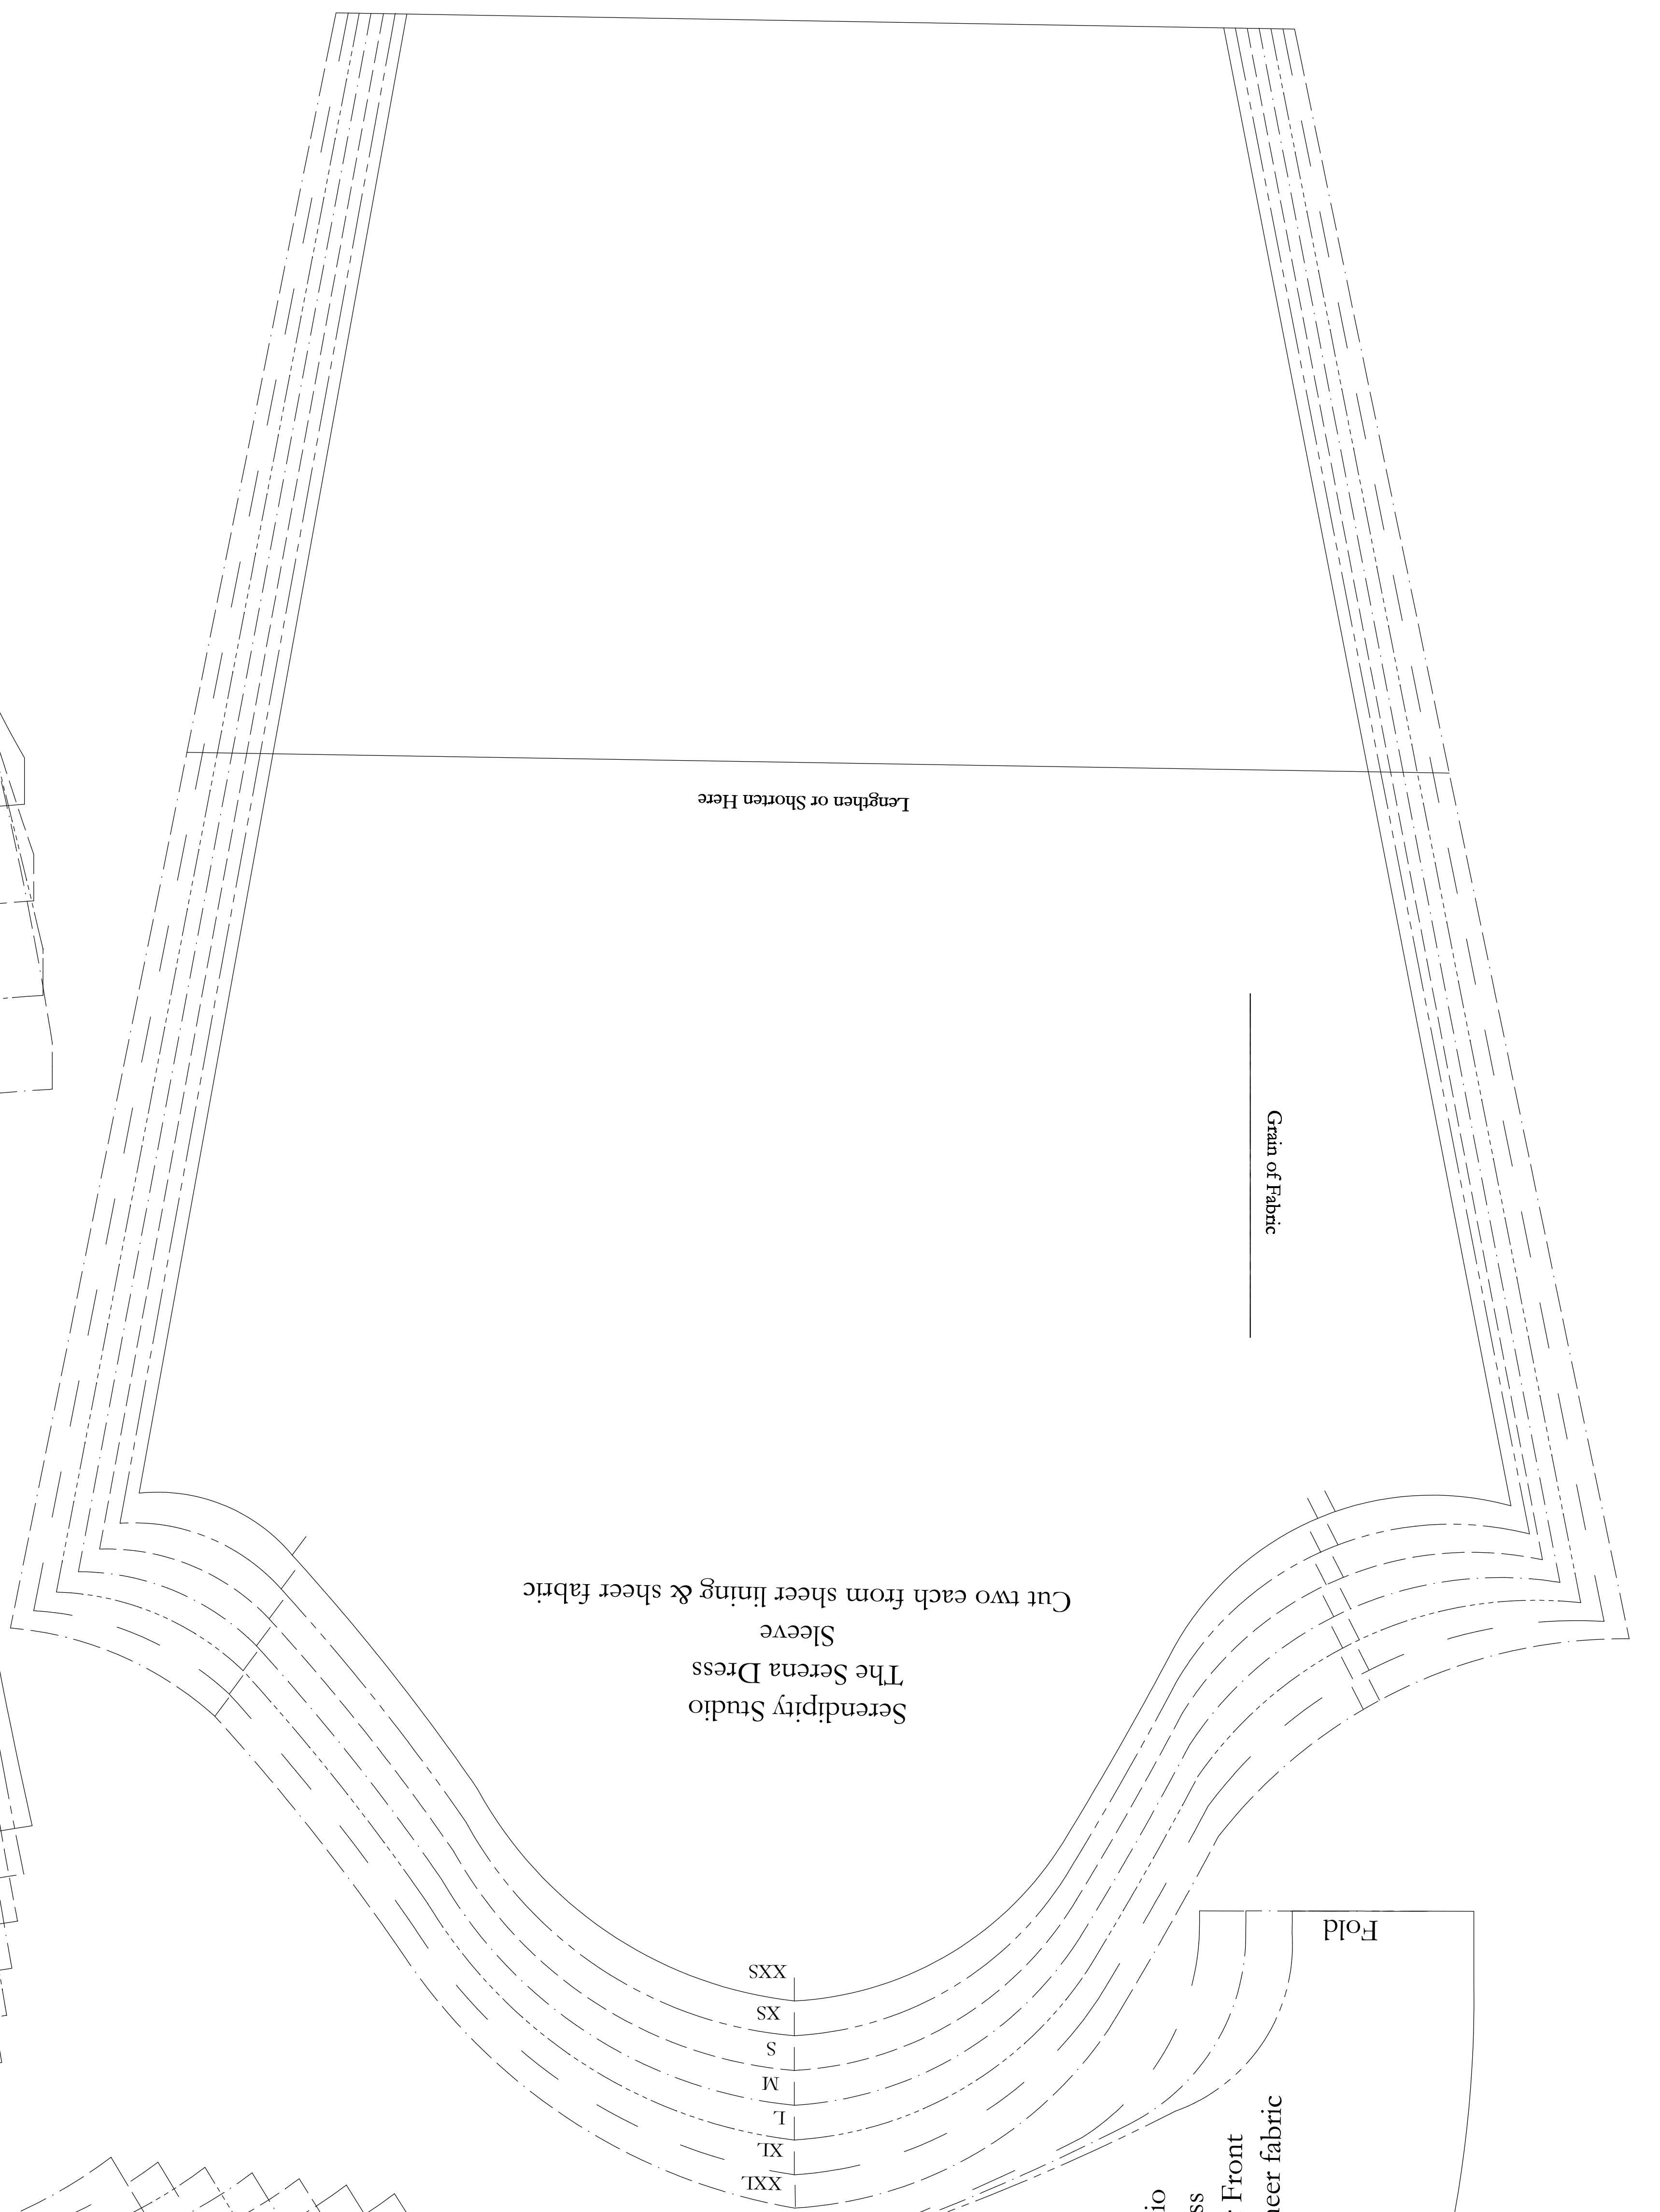 Serendipity Studio
The Serena Dress
Sleeve
Cut two each from sheer lining & sheer fabric
Lengthen or Shorten Here
Grain of Fabric
XXS
XS
S
M
L
XL
XXL
Fold
Front
fabric